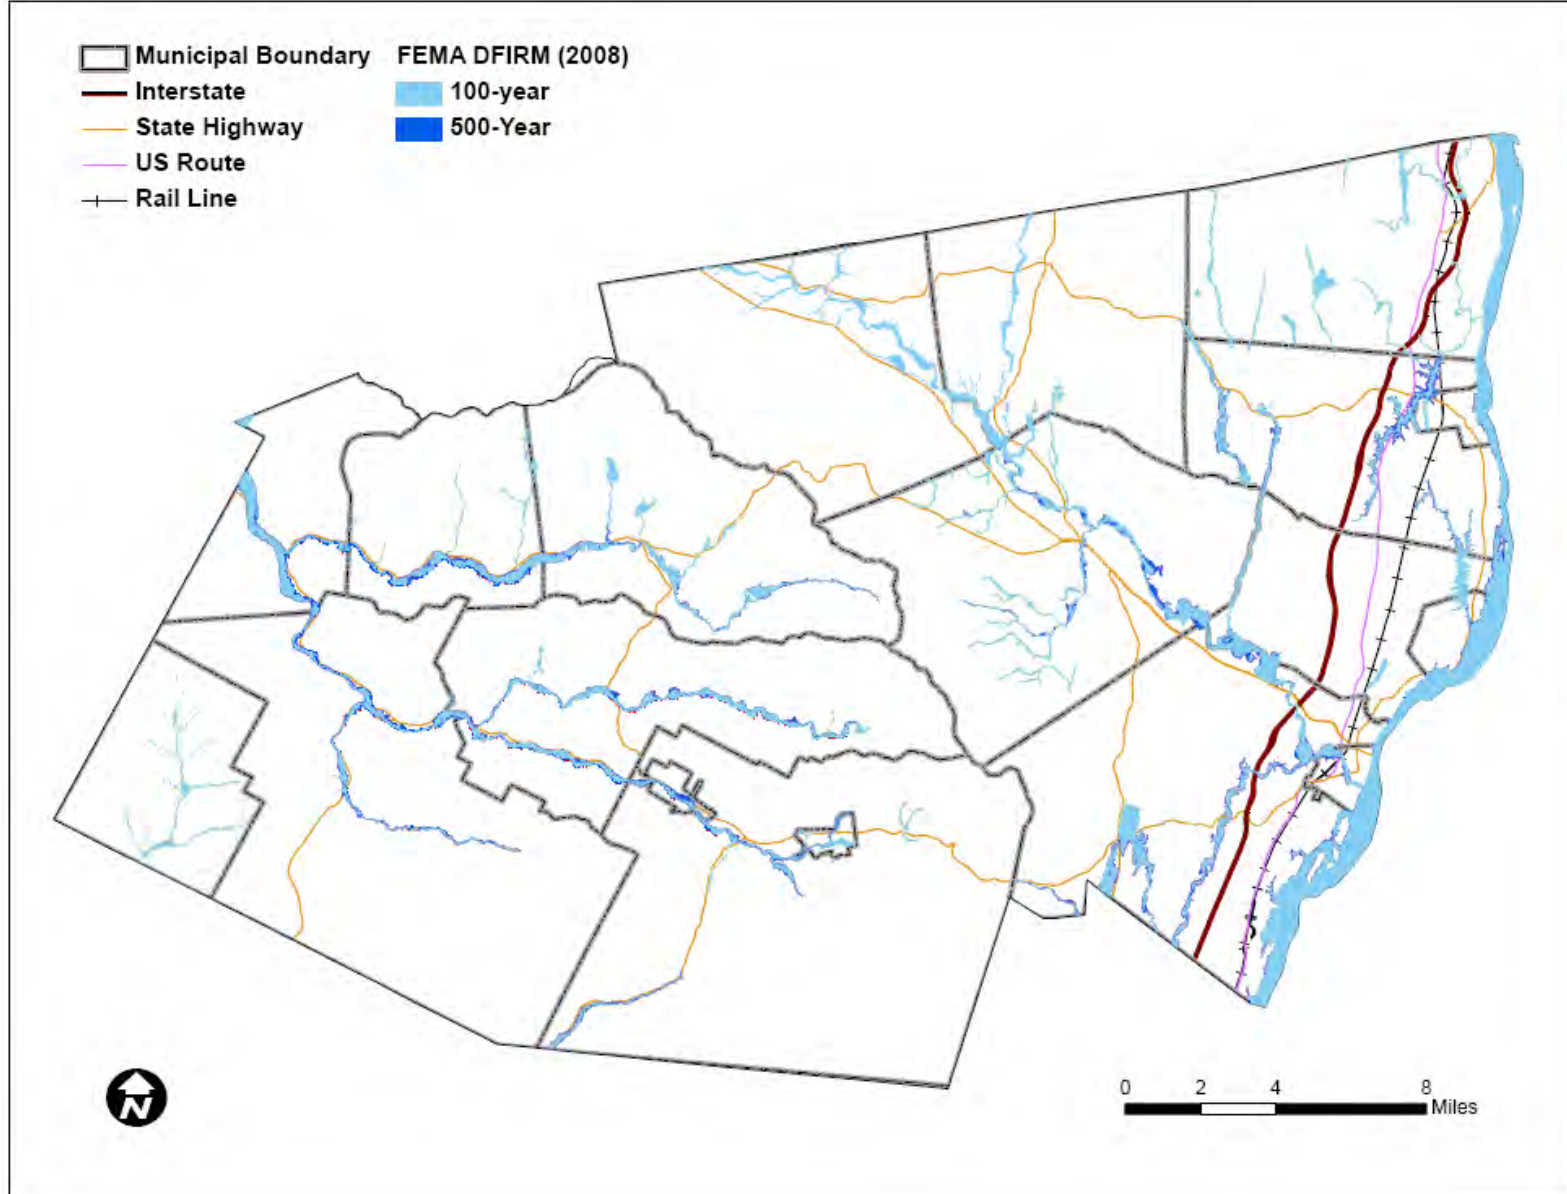 Municipal Boundary FEMA DFIRM (2008)
Interstate 100-year
State Highway 500-Year
US Route
Rail Line
N
0 2 4 8
Miles